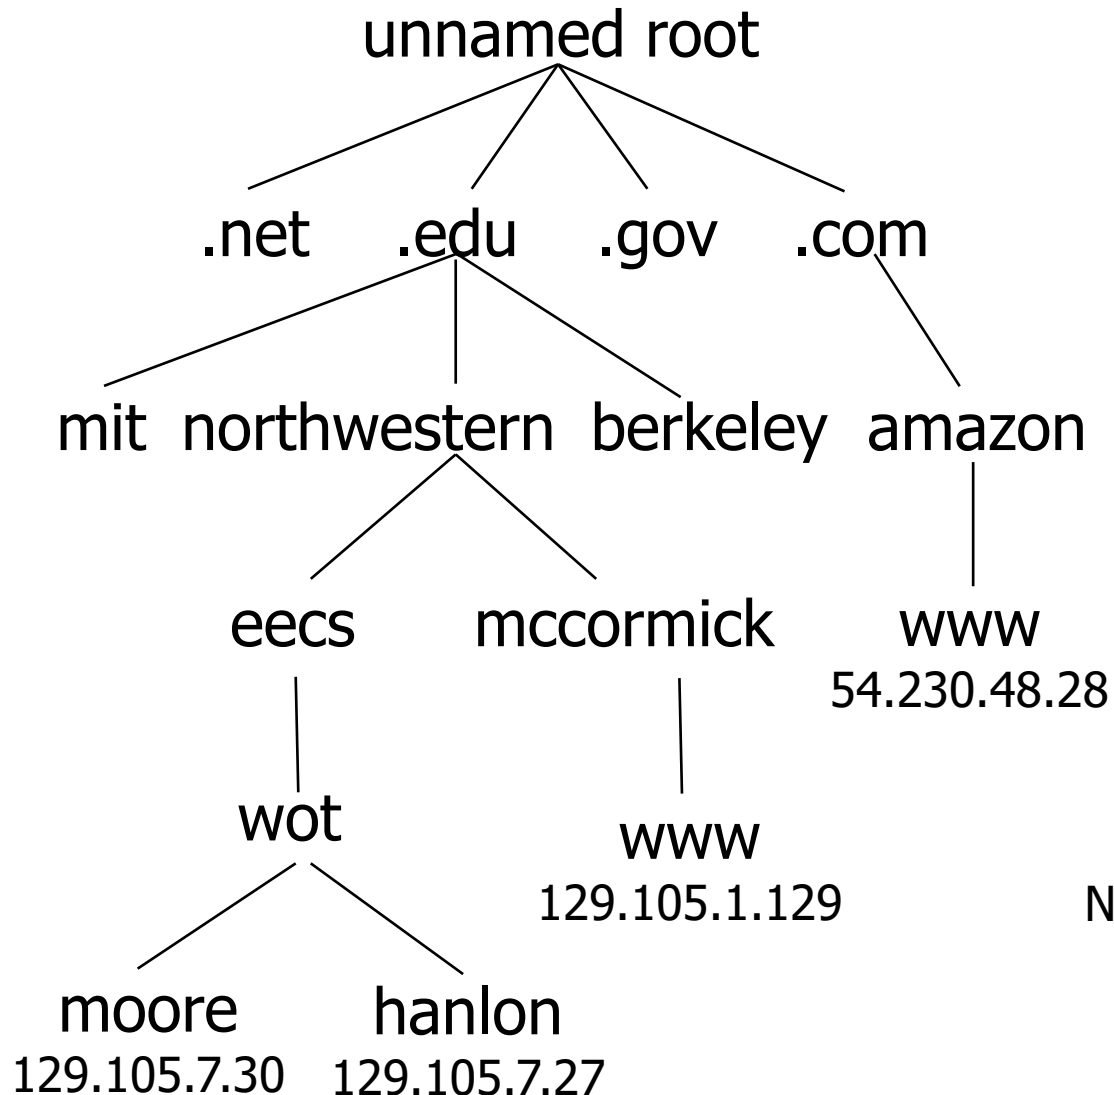 unnamed root
.net .edu .gov .com
mit northwestern berkeley amazon
eecs mccormick www
54.230.48.28
wot www
129.105.1.129 N
moore hanlon
129.105.7.30 129.105.7.27